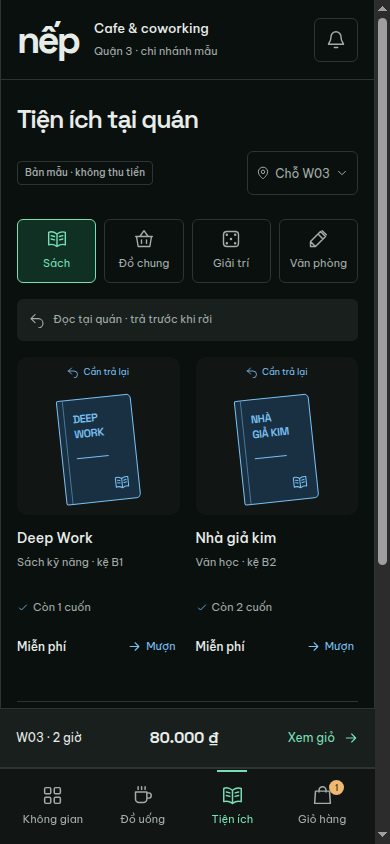 nếp
Cafe & coworking
Quận 3 · chi nhánh mẫu
Tiện ích tại quán
Bản mẫu · không thu tiền
Chỗ W03
Sách
Đồ chung
Giải trí
Văn phòng
Đọc tại quán · trả trước khi rời
Cần trả lại
Cần trả lại
DEEP
WORK
NHÀ
GIẢ KIM
Deep Work
Nhà giả kim
Sách kỹ năng · kệ B1
Văn học · kệ B2
Còn 1 cuốn
Còn 2 cuốn
Miễn phí
Mượn
Miễn phí
Mượn
W03 · 2 giờ
80.000 ₫
Xem giỏ
1
Không gian
Đồ uống
Tiện ích
Giỏ hàng